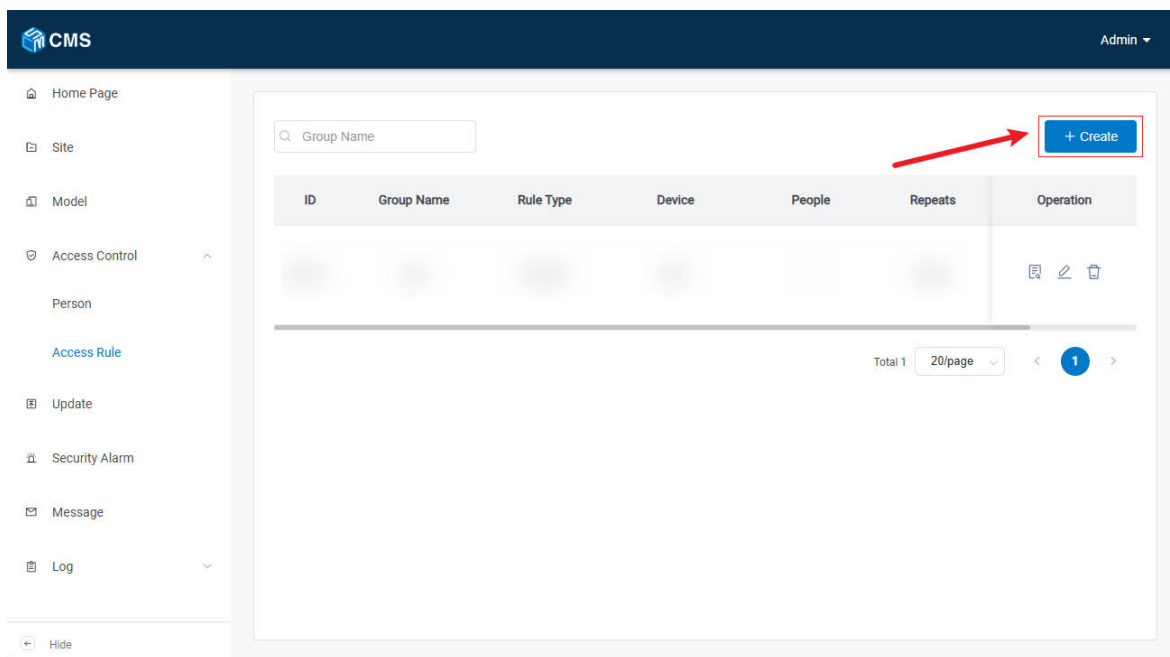 CMS
Admin
Home Page
Site
Model
Access Control
Person
Access Rule
Update
Security Alarm
Message
Log
Hide
Group Name
+ Create
ID Group Name Rule Type Device People Repeats Operation
Total 1 20/page < 1 >